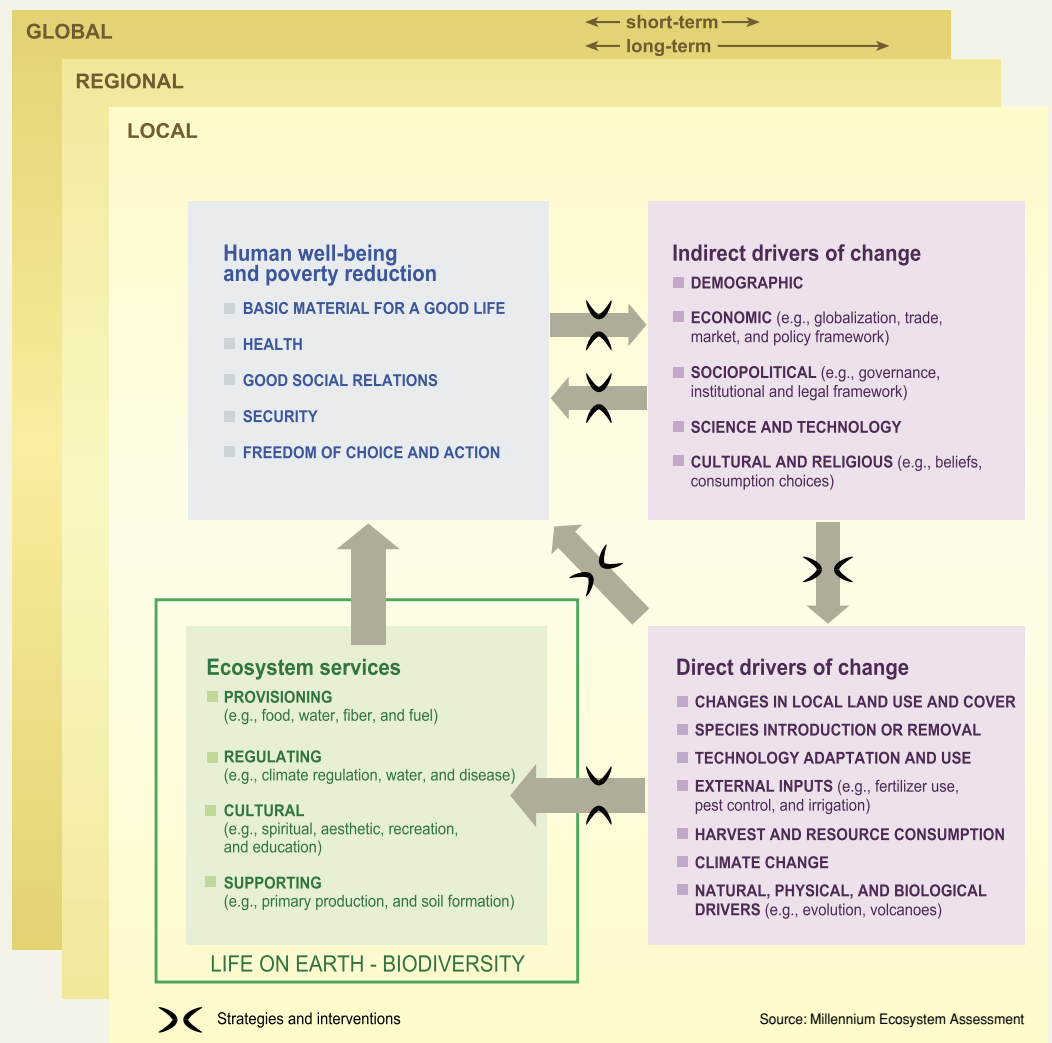 GLOBAL
short-term
long-term
REGIONAL
LOCAL
Human well-being
and poverty reduction
BASIC MATERIAL FOR A GOOD LIFE
HEALTH
GOOD SOCIAL RELATIONS
SECURITY
FREEDOM OF CHOICE AND ACTION
Indirect drivers of change
DEMOGRAPHIC
ECONOMIC (e.g., globalization, trade,
market, and policy framework)
SOCIOPOLITICAL (e.g., governance,
institutional and legal framework)
SCIENCE AND TECHNOLOGY
CULTURAL AND RELIGIOUS (e.g., beliefs,
consumption choices)
Ecosystem services
PROVISIONING
(e.g., food, water, fiber, and fuel)
REGULATING
(e.g., climate regulation, water, and disease)
CULTURAL
(e.g., spiritual, aesthetic, recreation,
and education)
SUPPORTING
(e.g., primary production, and soil formation)
LIFE ON EARTH - BIODIVERSITY
Direct drivers of change
CHANGES IN LOCAL LAND USE AND COVER
SPECIES INTRODUCTION OR REMOVAL
TECHNOLOGY ADAPTATION AND USE
EXTERNAL INPUTS (e.g., fertilizer use,
pest control, and irrigation)
HARVEST AND RESOURCE CONSUMPTION
CLIMATE CHANGE
NATURAL, PHYSICAL, AND BIOLOGICAL
DRIVERS (e.g., evolution, volcanoes)
Strategies and interventions
Source: Millennium Ecosystem Assessment